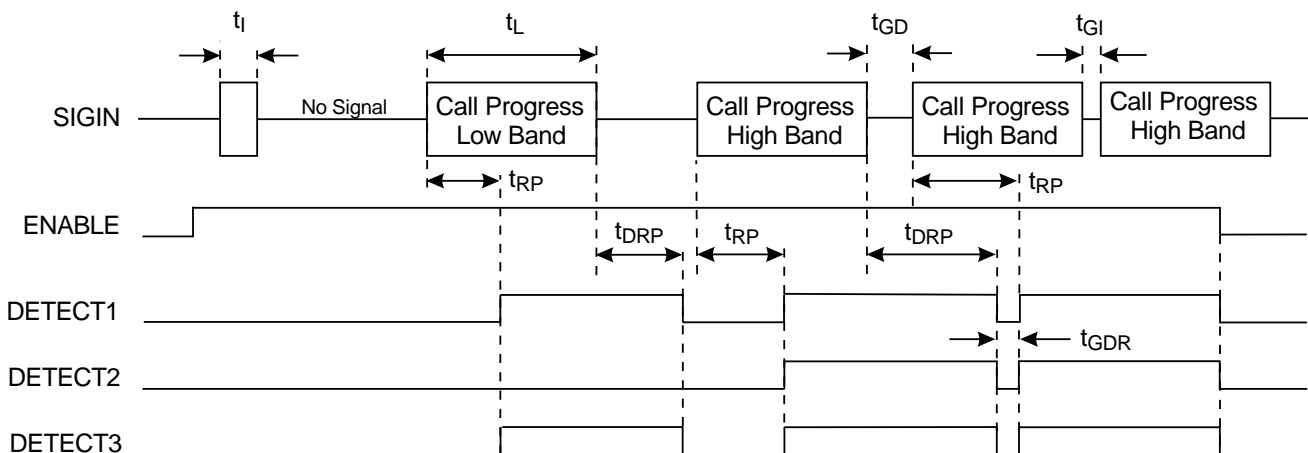 tI
tL
tGD
tGI
SIGIN
No Signal
Call Progress
Low Band
Call Progress
High Band
Call Progress
High Band
Call Progress
High Band
tRP
tRP
ENABLE
tDRP
tRP
tDRP
DETECT1
tGDR
DETECT2
DETECT3